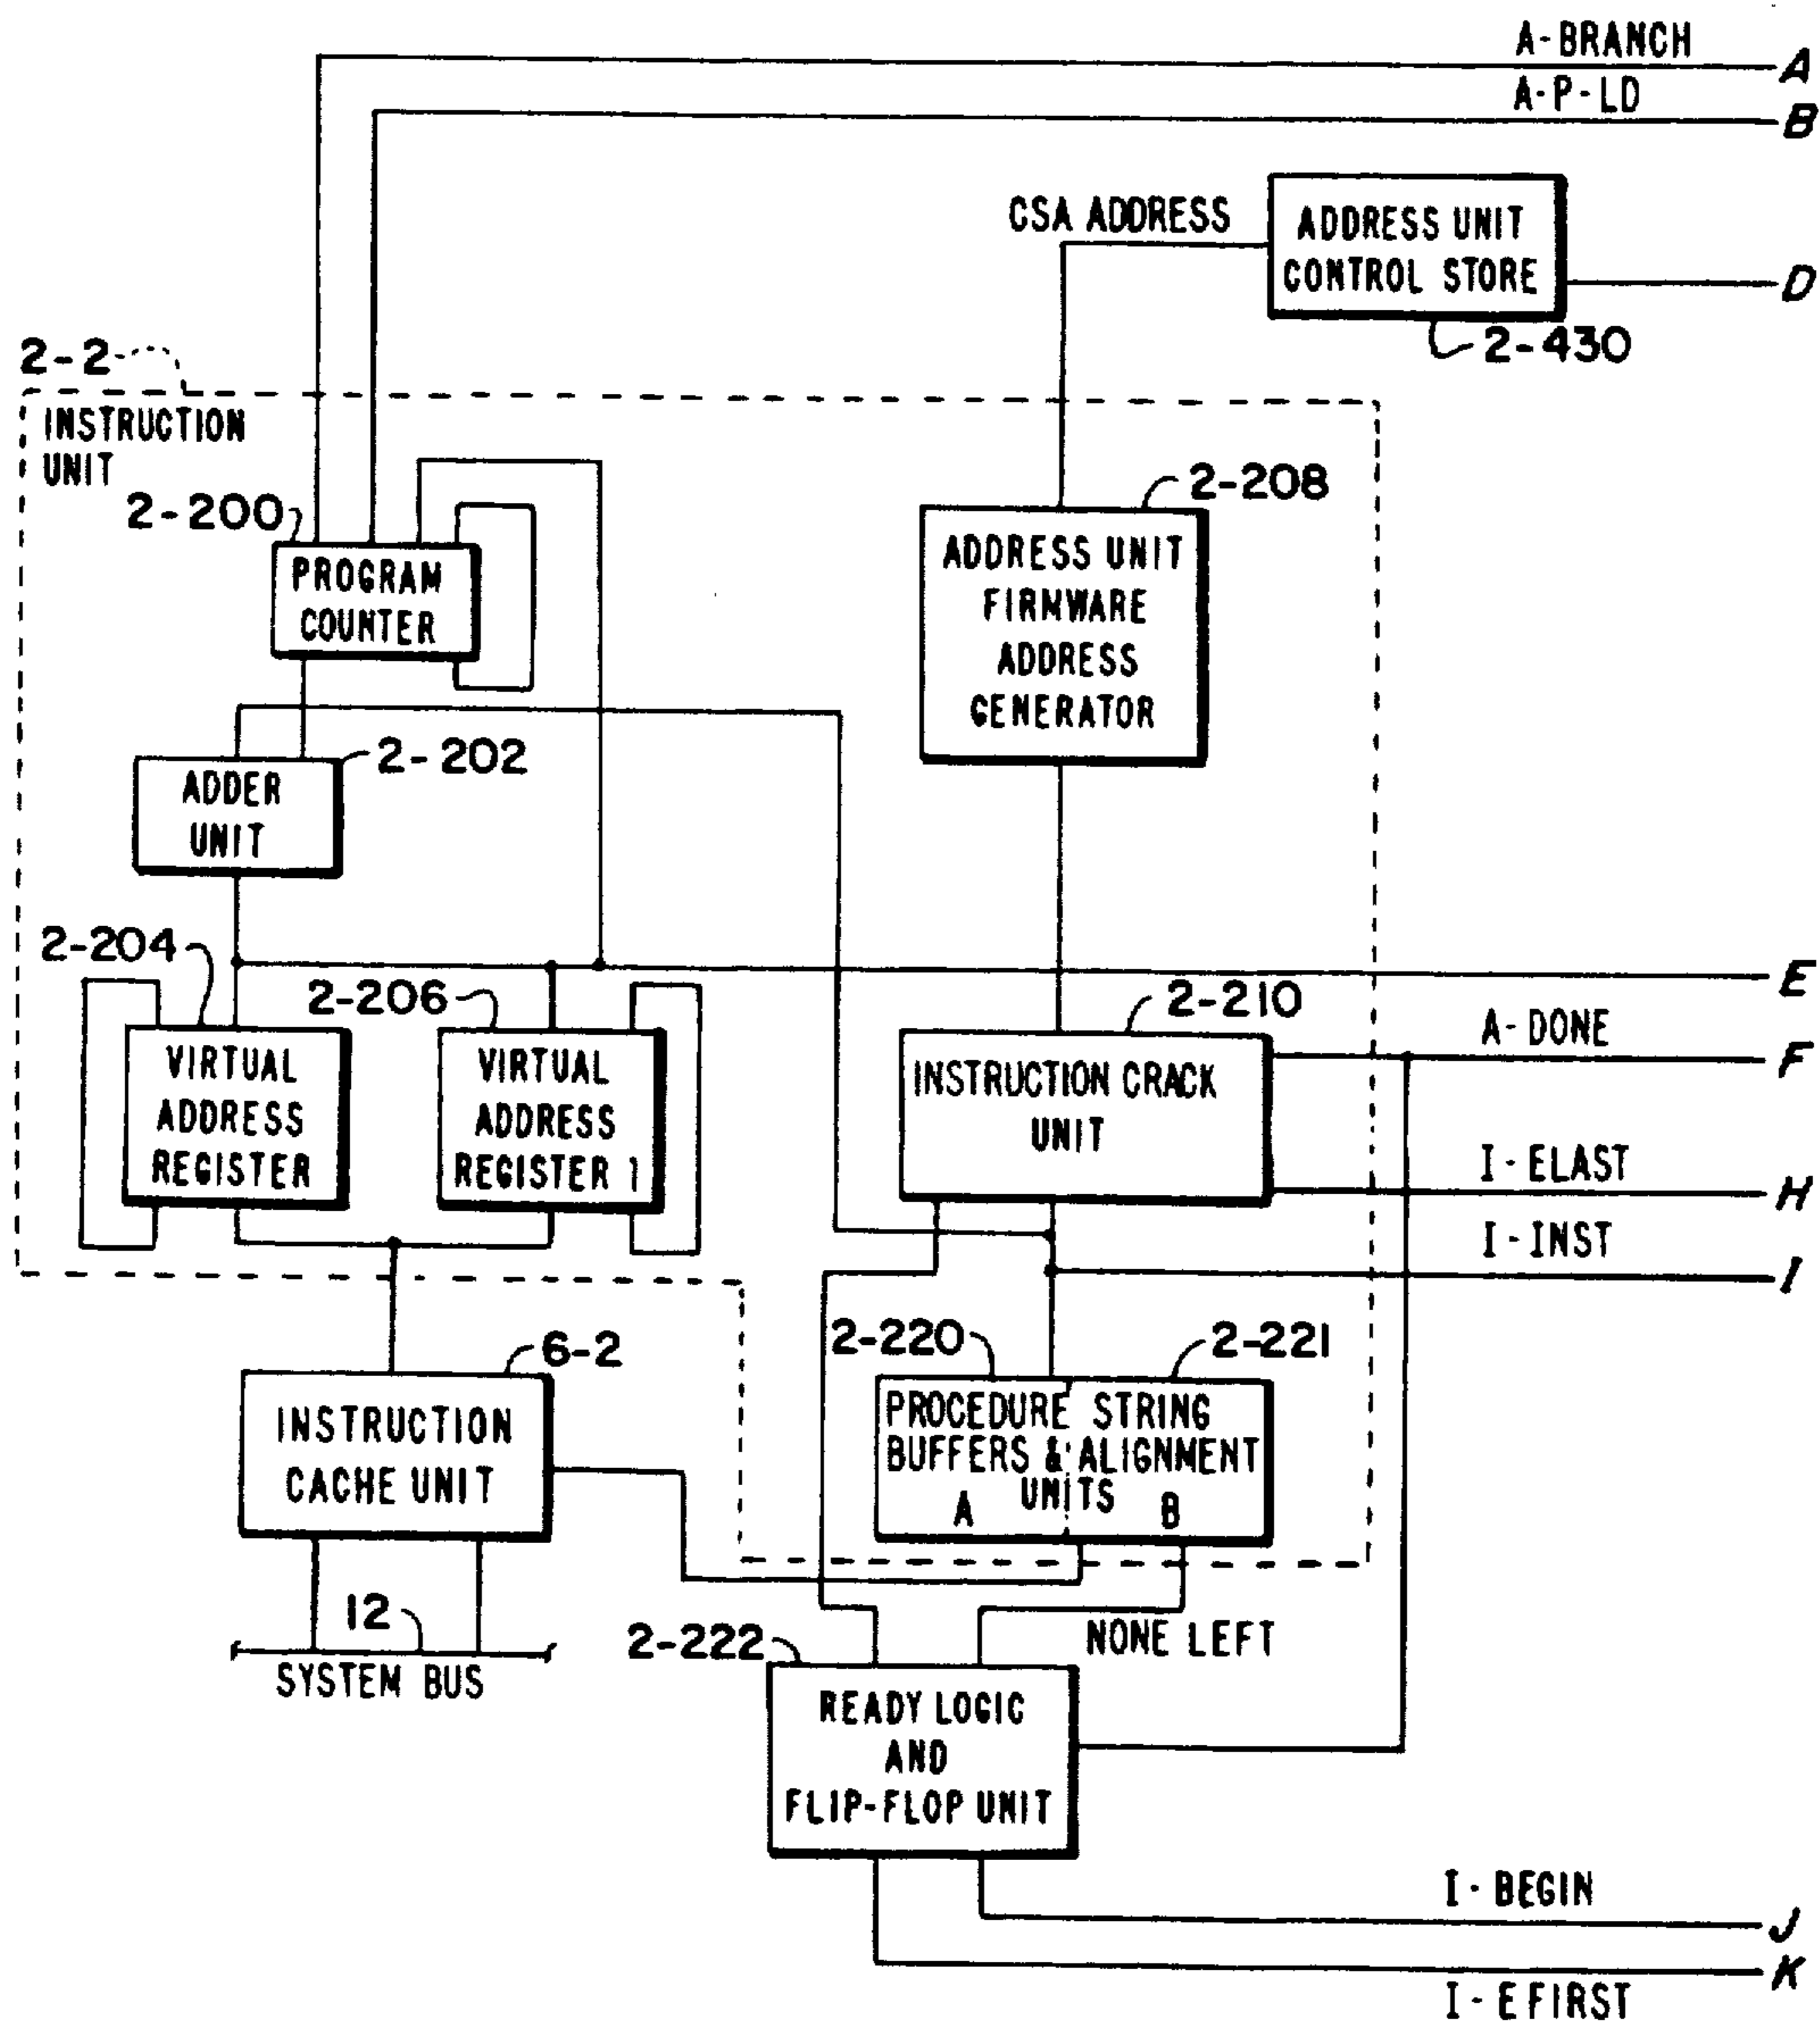 A-BRANCH
A
A-P-LD
B
CSA ADDRESS
ADDRESS UNIT
CONTROL STORE
D
2-430
2-2
INSTRUCTION
UNIT
2-200
PROGRAM
COUNTER
2-208
ADDRESS UNIT
FIRMWARE
ADDRESS
GENERATOR
2-202
ADDER
UNIT
E
2-204
2-206
2-210
A-DONE
F
VIRTUAL
ADDRESS
REGISTER
VIRTUAL
ADDRESS
REGISTER 1
INSTRUCTION CRACK
UNIT
I-ELAST
H
I-INST
I
6-2
INSTRUCTION
CACHE UNIT
2-220
2-221
PROCEDURE STRING
BUFFERS & ALIGNMENT
UNITS
A
B
12
SYSTEM BUS
2-222
NONE LEFT
READY LOGIC
AND
FLIP-FLOP UNIT
I-BEGIN
J
K
I-EFIRST